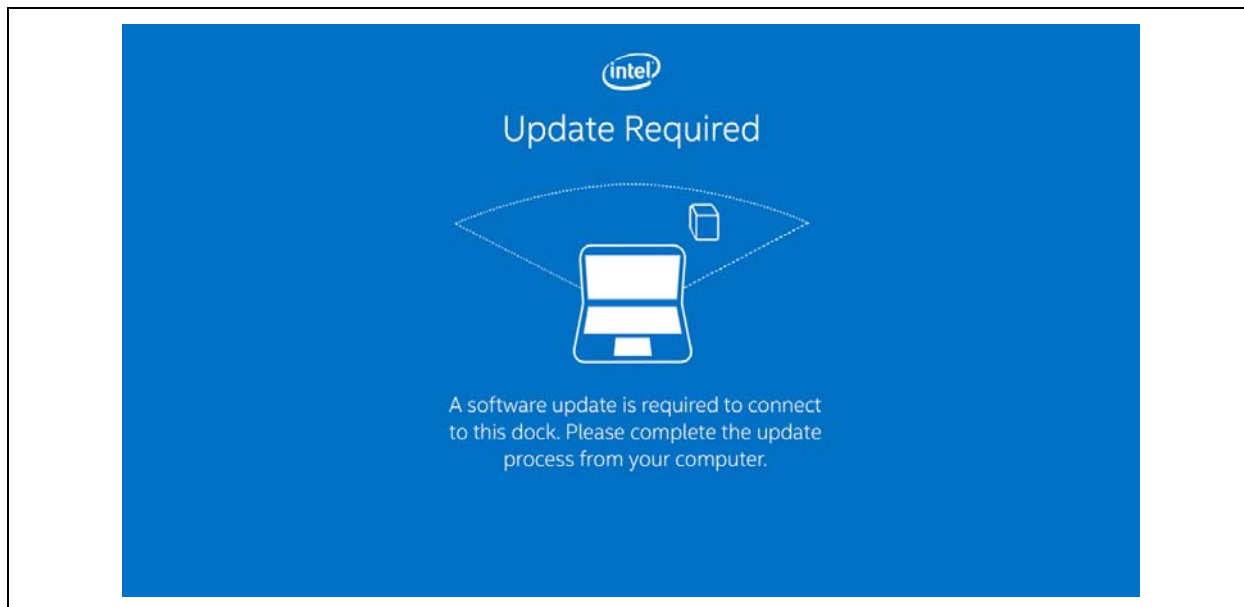 intel
Update Required
A software update is required to connect
to this dock. Please complete the update
process from your computer.